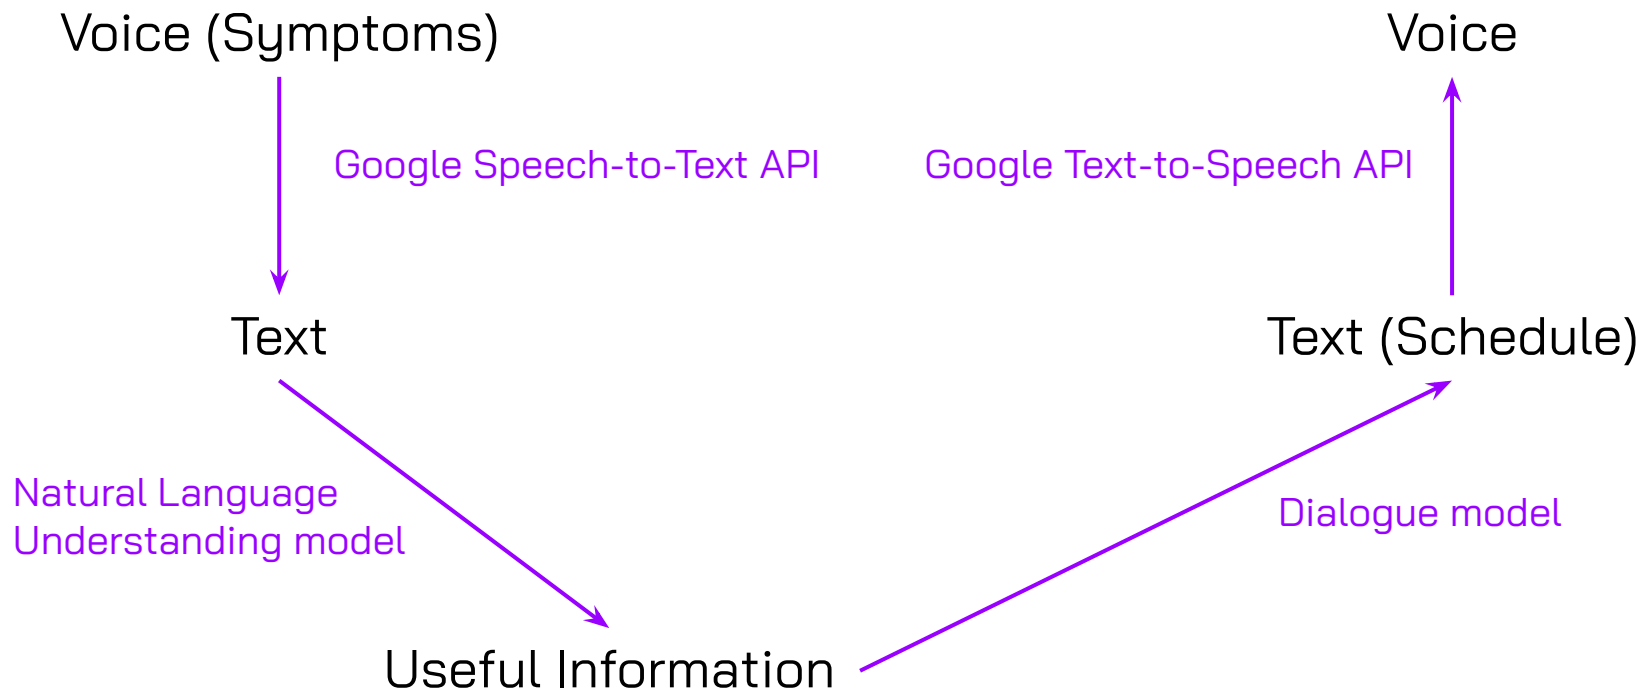 Voice (Symptoms)
Voice
Google Speech-to-Text API
Google Text-to-Speech API
Text
Text (Schedule)
Natural Language
Understanding model
Dialogue model
Useful Information